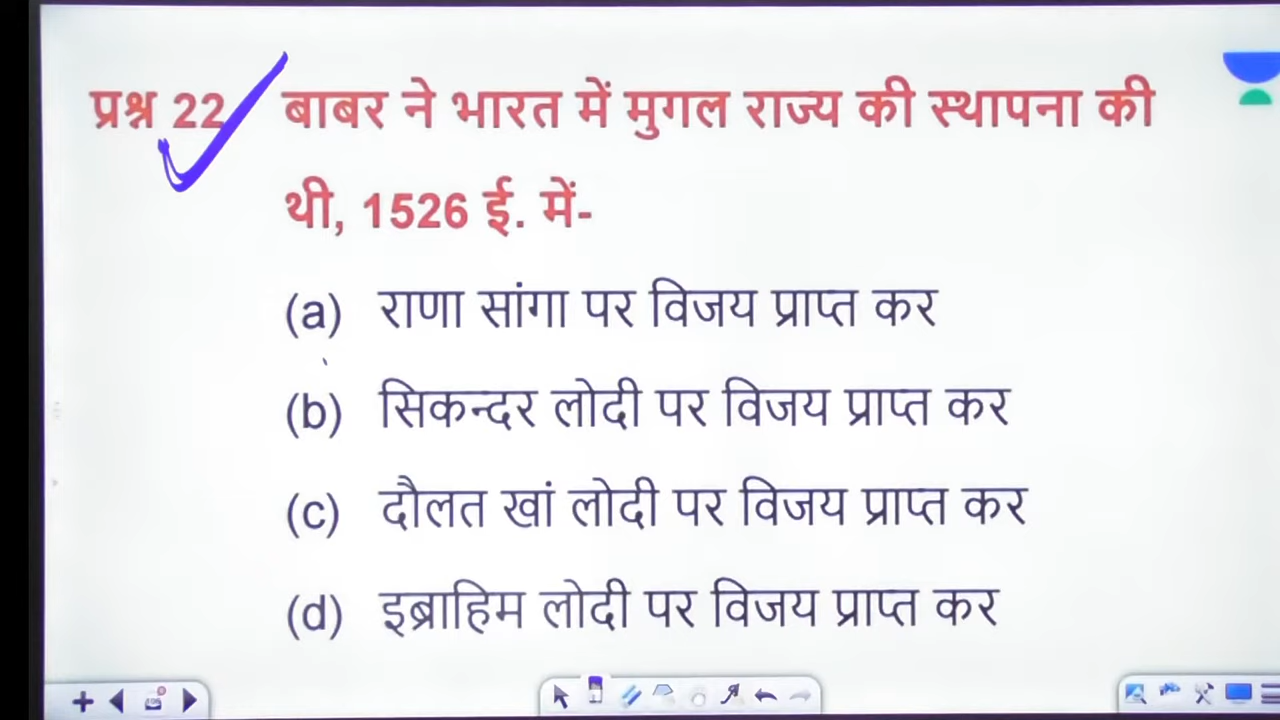 प्रश्न 22 बाबर ने भारत में मुगल राज्य की स्थापना की
थी, 1526 ई. में-
(a) राणा सांगा पर विजय प्राप्त कर
(b) सिकन्दर लोदी पर विजय प्राप्त कर
(c) दौलत खां लोदी पर विजय प्राप्त कर
(d) इब्राहिम लोदी पर विजय प्राप्त कर